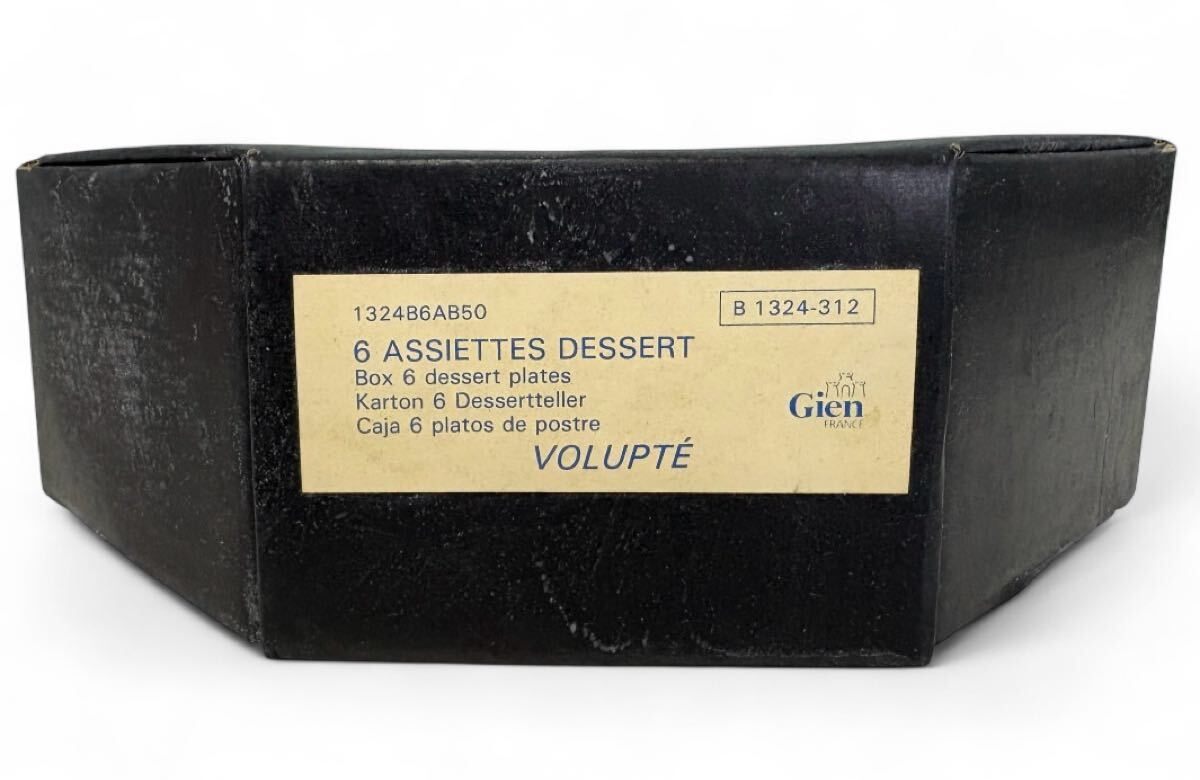 1324B6AB50
B 1324-312
6 ASSIETTES DESSERT
Box 6 dessert plates
Karton 6 Dessertteller
Caja 6 platos de postre
VOLUPTÉ
Gien
FRANCE